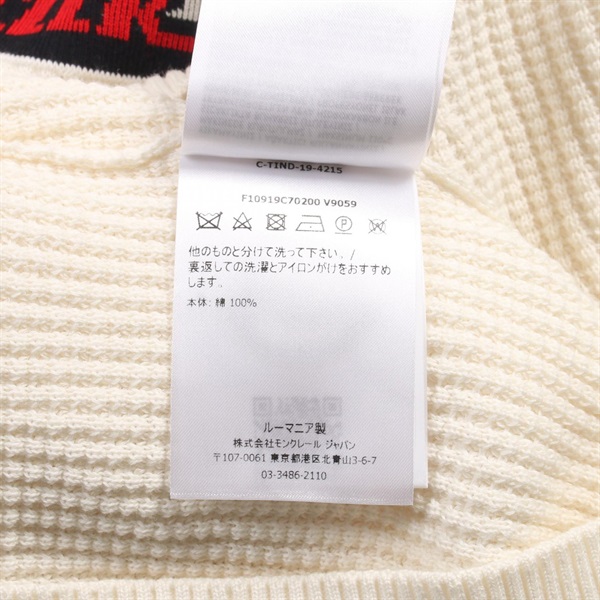 C-TIND-19-4215
F10919C70200 V9059
他のものと分けて洗って下さい. /
裏返しての洗濯とアイロンがけをおすすめ
します..
本体: 綿 100%
ルーマニア製
株式会社モンクレール ジャパン
〒107-0061 東京都港区北青山3-6-7
03-3486-2110